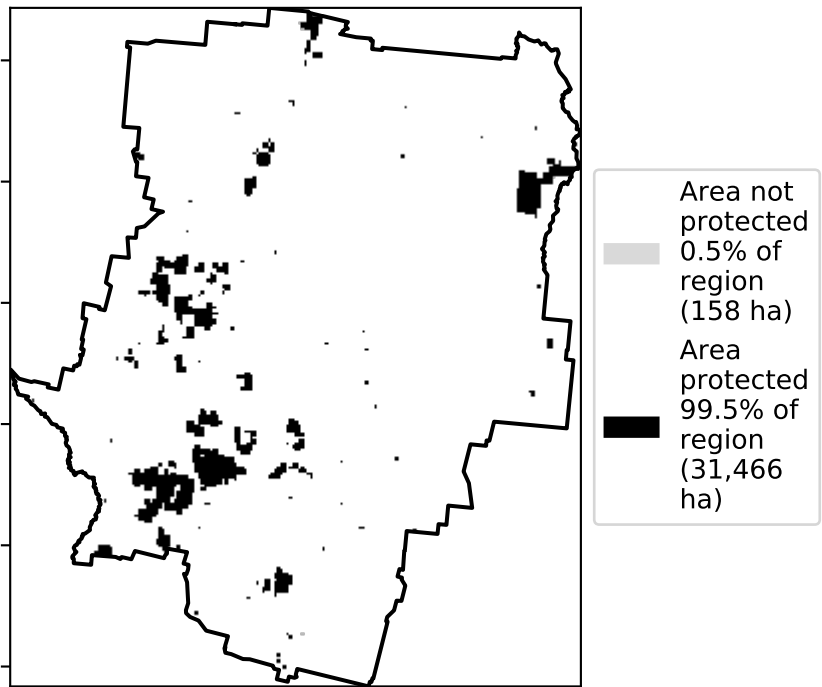 Area not
protected
0.5% of
region
(158 ha)
Area
protected
99.5% of
region
(31,466
ha)